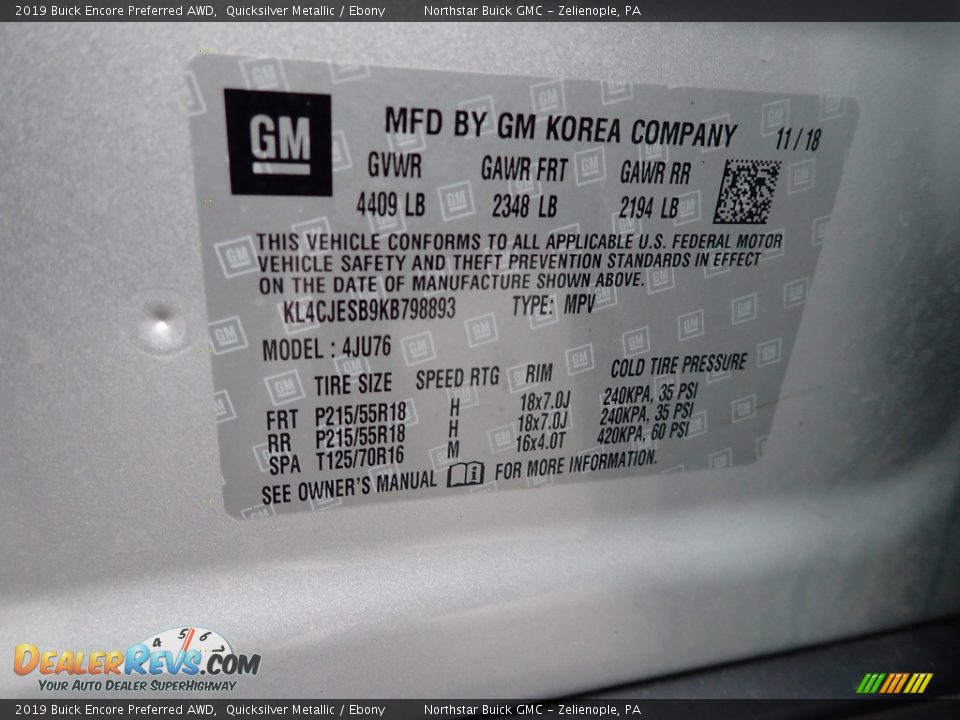 2019 Buick Encore Preferred AWD, Quicksilver Metallic / Ebony Northstar Buick GMC – Zelienople, PA
GM
MFD BY GM KOREA COMPANY 11/18
GVWR GAWR FRT GAWR RR
4409 LB 2348 LB 2194 LB
THIS VEHICLE CONFORMS TO ALL APPLICABLE U.S. FEDERAL MOTOR
VEHICLE SAFETY AND THEFT PREVENTION STANDARDS IN EFFECT
ON THE DATE OF MANUFACTURE SHOWN ABOVE.
KL4CJESB9KB798893 TYPE: MPV
MODEL : 4JU76
TIRE SIZE SPEED RTG RIM COLD TIRE PRESSURE
FRT P215/55R18 H 18x7.0J 240KPA, 35 PSI
RR P215/55R18 H 18x7.0J 240KPA, 35 PSI
SPA T125/70R16 M 16x4.0T 420KPA, 60 PSI
SEE OWNER'S MANUAL FOR MORE INFORMATION.
4 5 6
DEALERREVS.COM
YOUR AUTO DEALER SUPERHIGHWAY
2019 Buick Encore Preferred AWD, Quicksilver Metallic / Ebony Northstar Buick GMC – Zelienople, PA